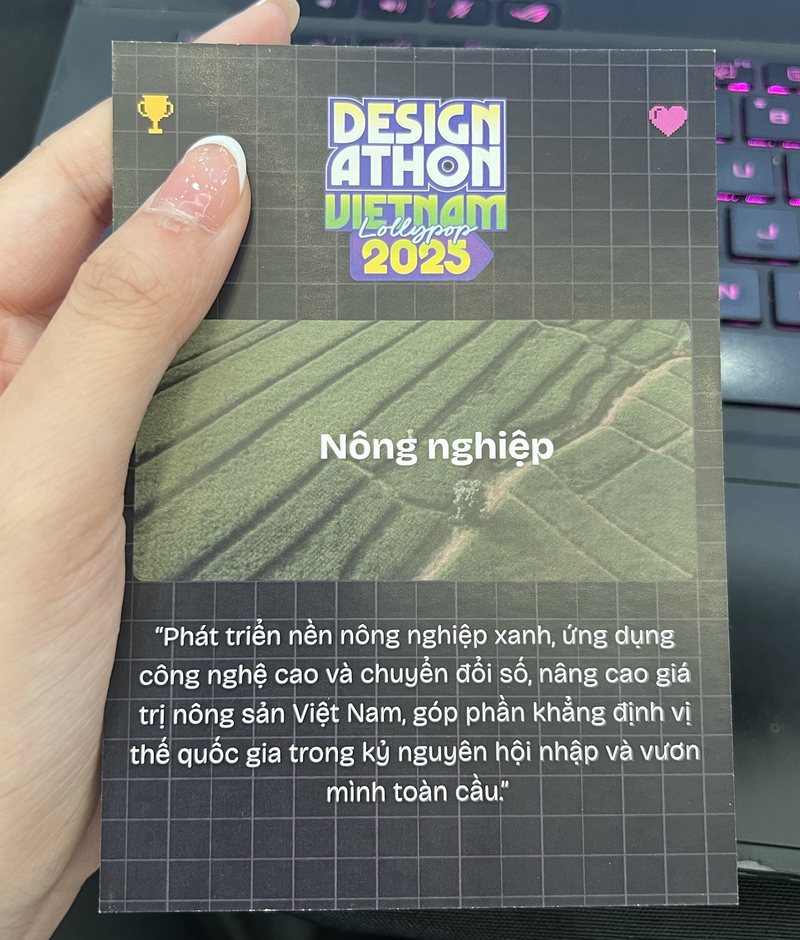 DESIGN
ATHON
VIETNAM
Lollypop
2025
Nông nghiệp
“Phát triển nền nông nghiệp xanh, ứng dụng
công nghệ cao và chuyển đổi số, nâng cao giá
trị nông sản Việt Nam, góp phần khẳng định vị
thế quốc gia trong kỷ nguyên hội nhập và vươn
mình toàn cầu.”
U
J
N